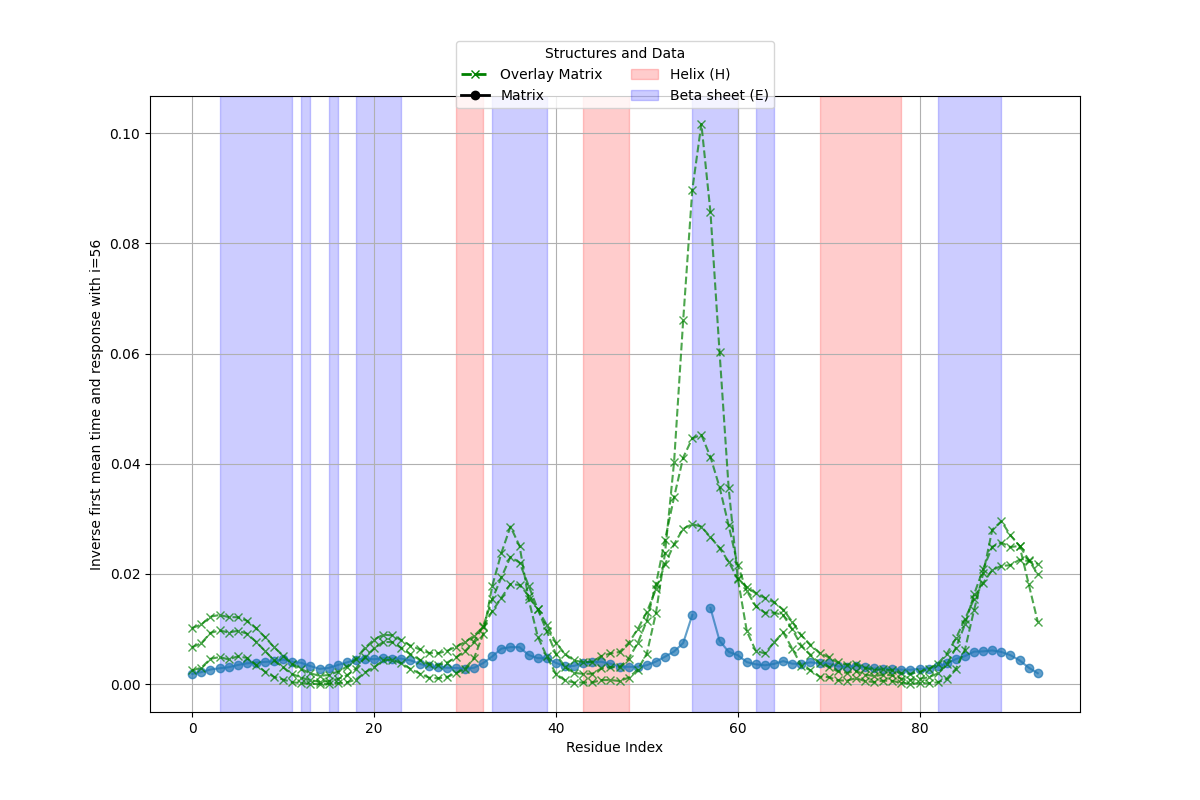 Structures and Data
Overlay Matrix
Matrix
Helix (H)
Beta sheet (E)
Inverse first mean time and response with i=56
0.10
0.08
0.06
0.04
0.02
0.00
0 20 40 60 80
Residue Index